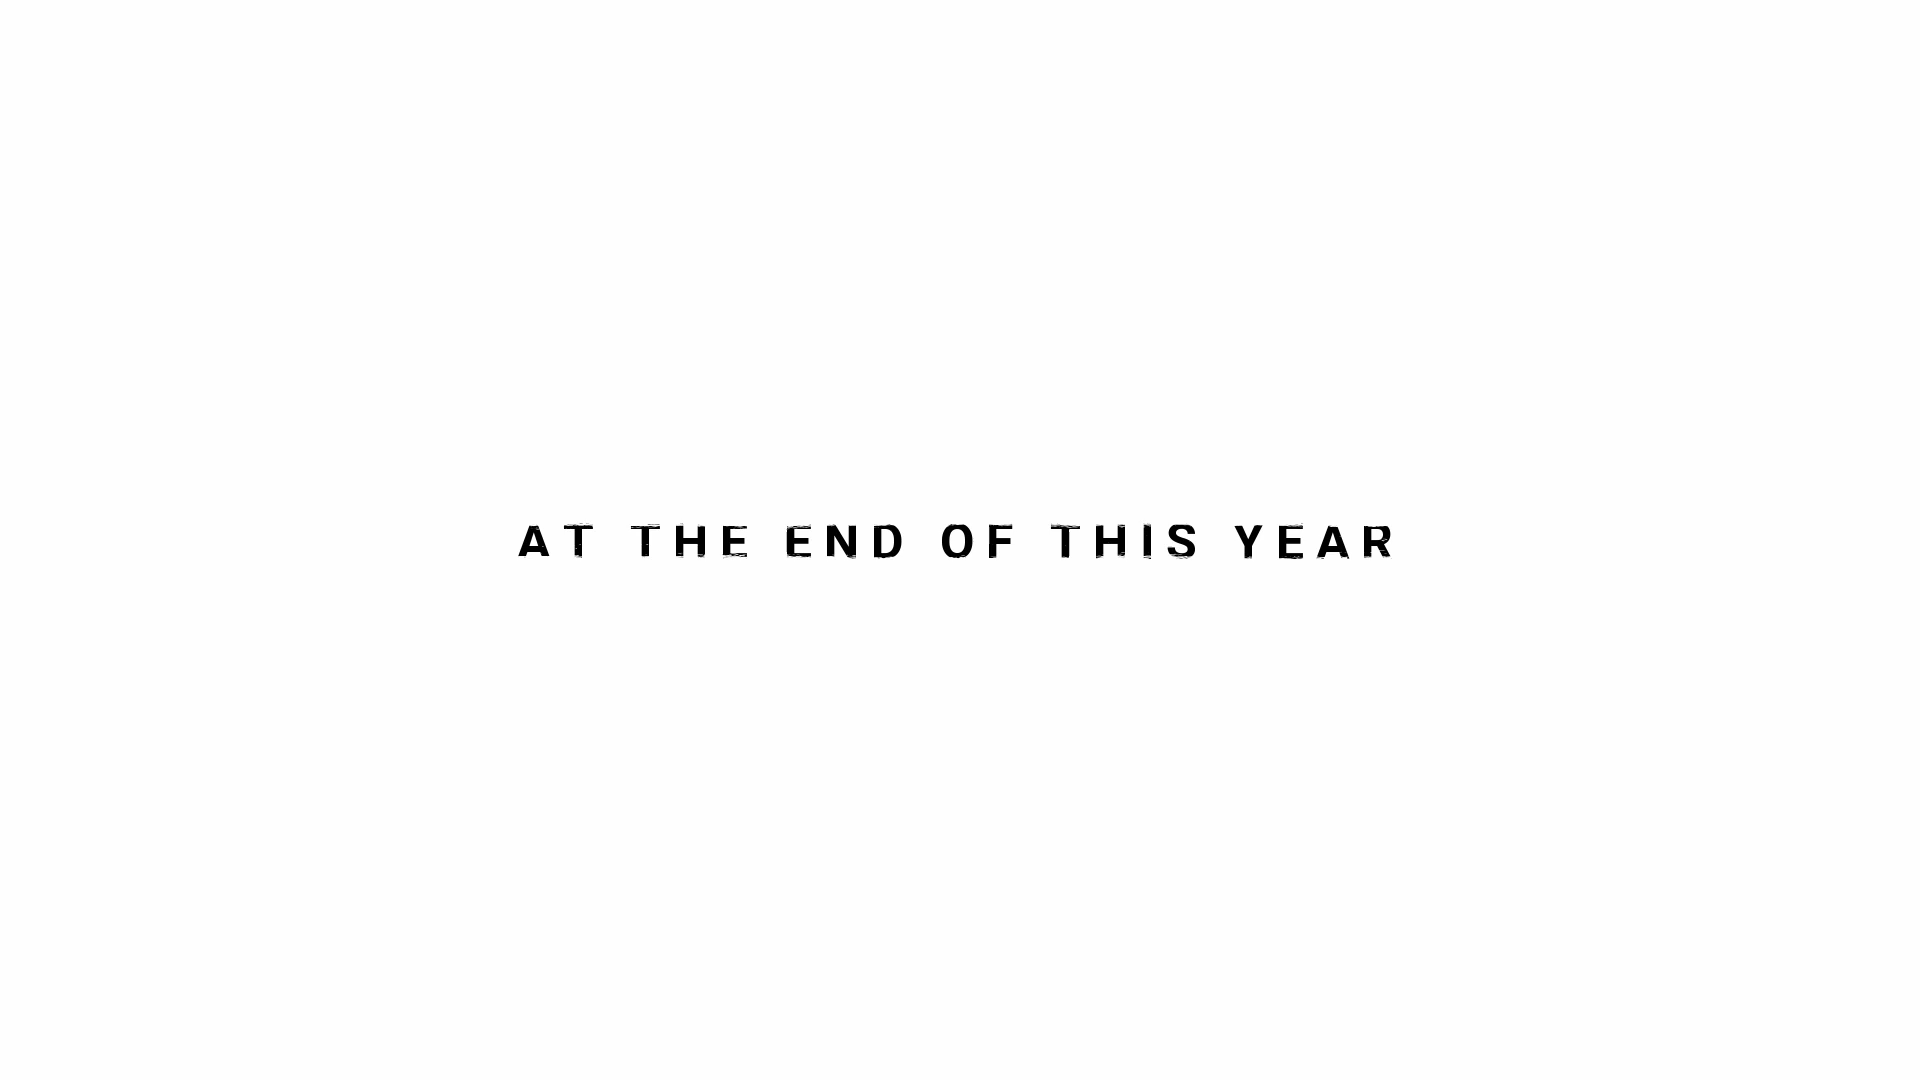 AT THE END OF THIS YEAR